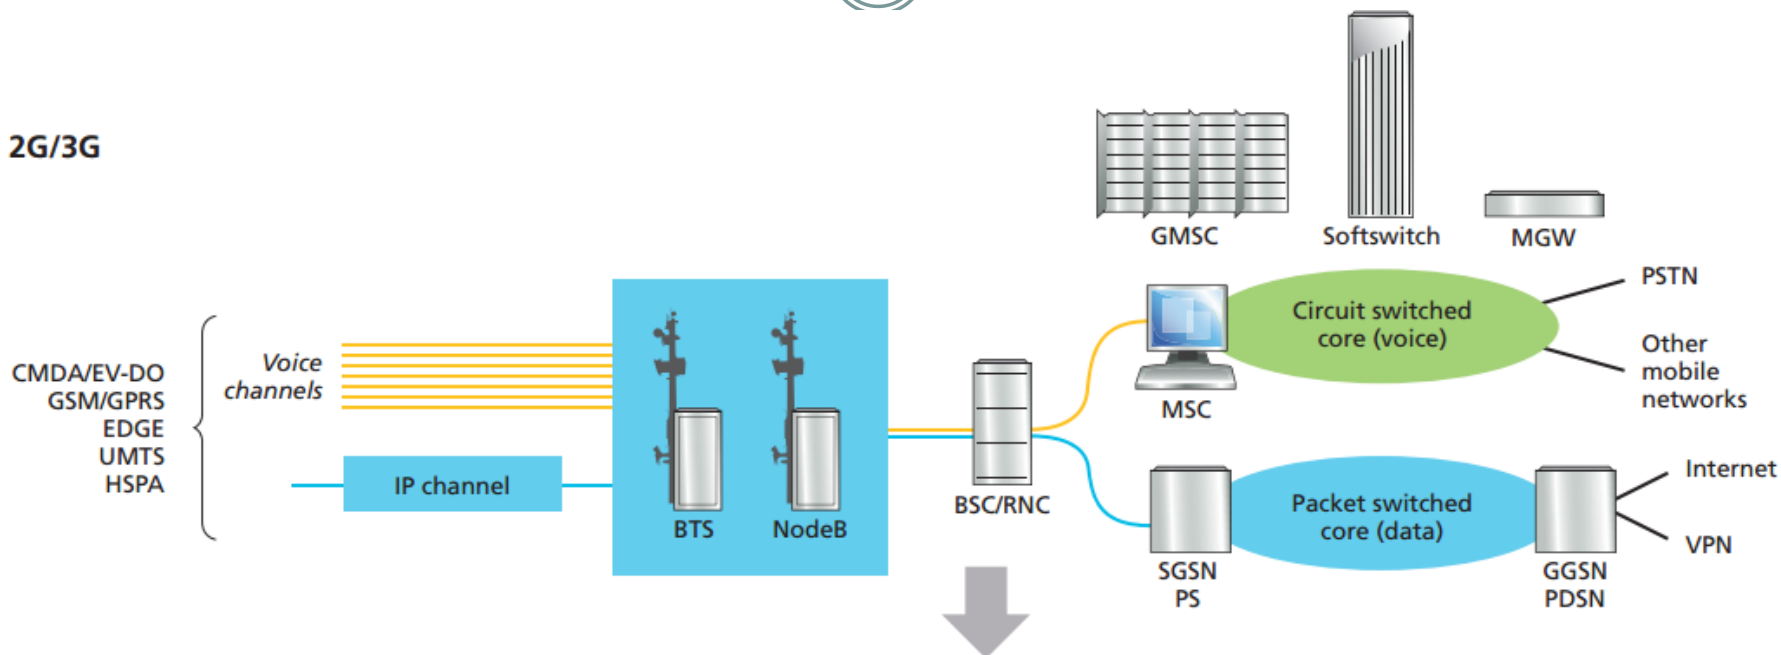 2G/3G
GMSC
Softswitch
MGW
CMDA/EV-DO
GSM/GPRS
EDGE
UMTS
HSPA
Voice
channels
IP channel
BTS
NodeB
BSC/RNC
MSC
Circuit switched
core (voice)
PSTN
Other
mobile
networks
SGSN
PS
Packet switched
core (data)
GGSN
PDSN
Internet
VPN